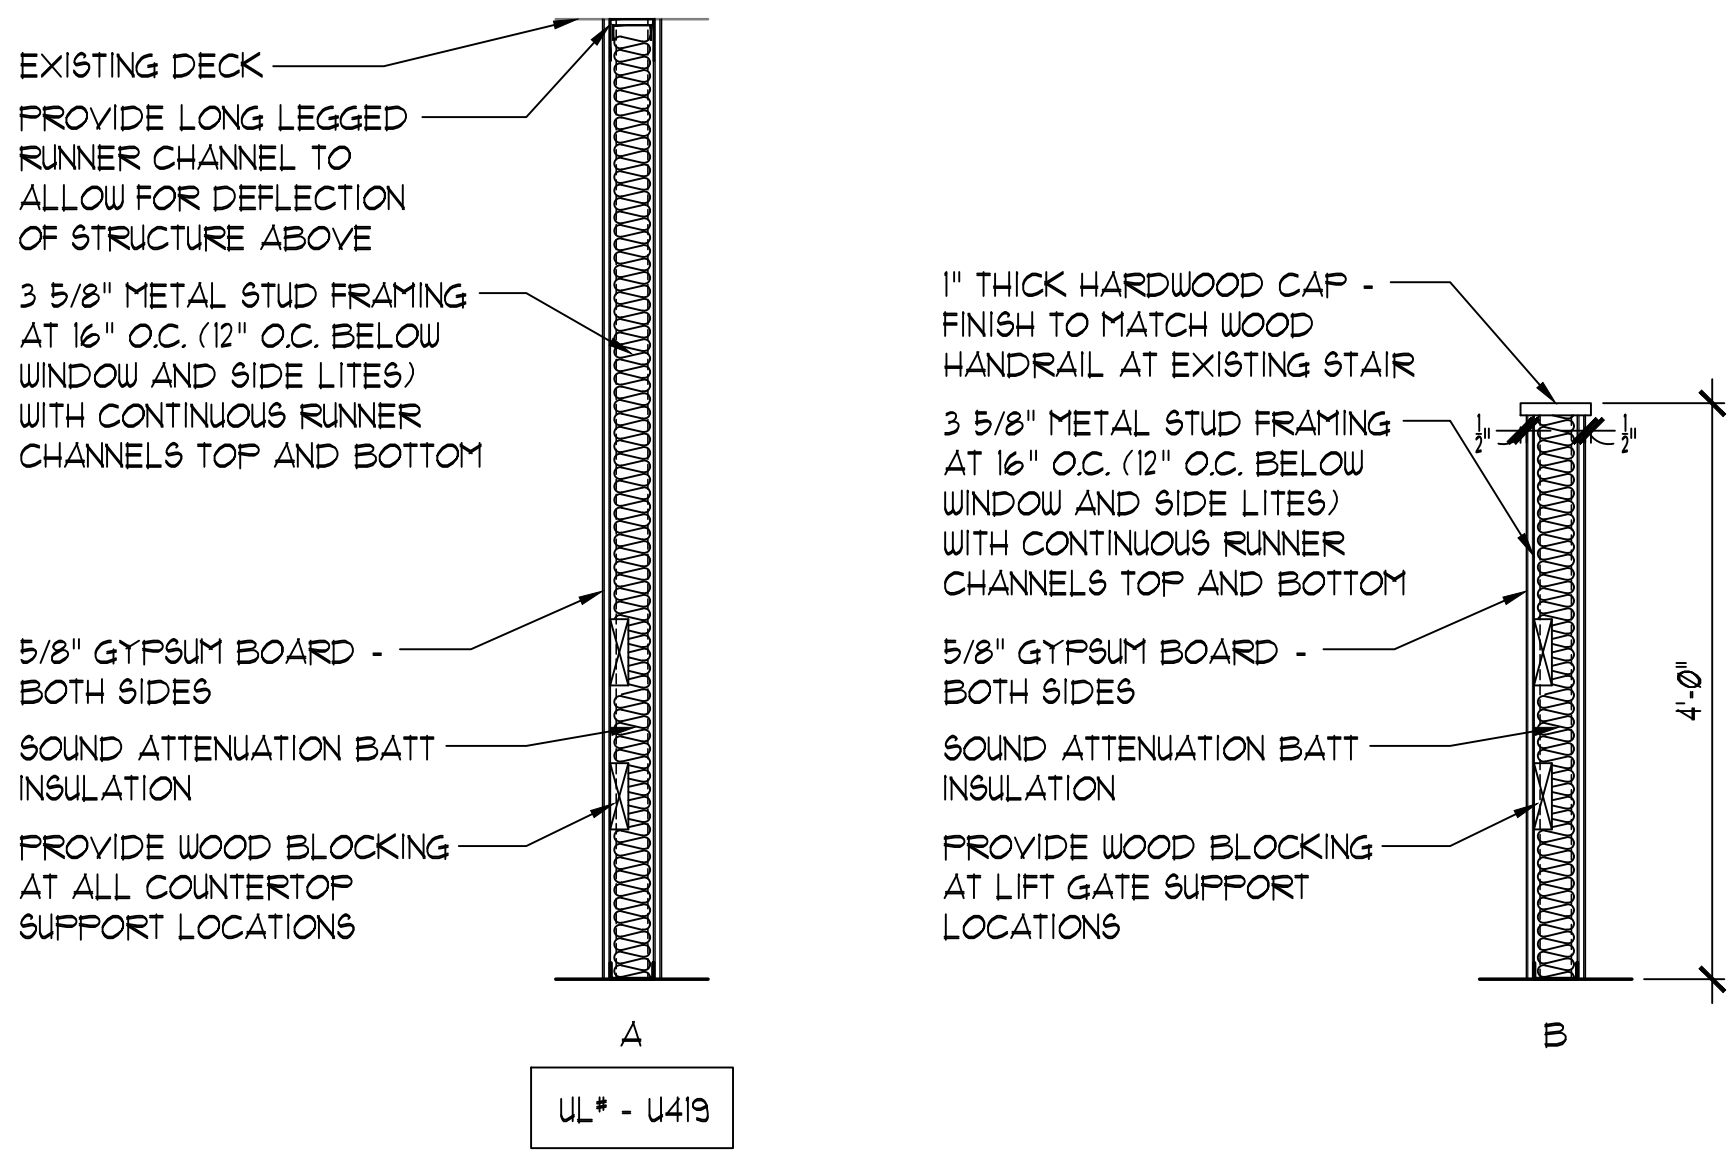 EXISTING DECK
PROVIDE LONG LEGGED
RUNNER CHANNEL TO
ALLOW FOR DEFLECTION
OF STRUCTURE ABOVE
3 5/8" METAL STUD FRAMING
AT 16" O.C. (12" O.C. BELOW
WINDOW AND SIDE LITES)
WITH CONTINUOUS RUNNER
CHANNELS TOP AND BOTTOM
5/8" GYPSUM BOARD -
BOTH SIDES
SOUND ATTENUATION BATT
INSULATION
PROVIDE WOOD BLOCKING
AT ALL COUNTERTOP
SUPPORT LOCATIONS
A
UL# - U419
1" THICK HARDWOOD CAP -
FINISH TO MATCH WOOD
HANDRAIL AT EXISTING STAIR
3 5/8" METAL STUD FRAMING
AT 16" O.C. (12" O.C. BELOW
WINDOW AND SIDE LITES)
WITH CONTINUOUS RUNNER
CHANNELS TOP AND BOTTOM
5/8" GYPSUM BOARD -
BOTH SIDES
SOUND ATTENUATION BATT
INSULATION
PROVIDE WOOD BLOCKING
AT LIFT GATE SUPPORT
LOCATIONS
1/2"
1/2"
4'-0"
B